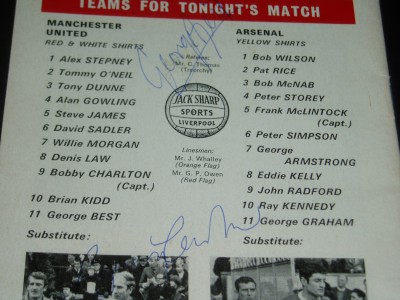 TEAMS FOR TONIGHT'S MATCH
MANCHESTER
UNITED
RED & WHITE SHIRTS
1 Alex STEPNEY
2 Tommy O'NEIL
3 Tony DUNNE
4 Alan GOWLING
5 Steve JAMES
6 David SADLER
7 Willie MORGAN
8 Denis LAW
9 Bobby CHARLTON
(Capt.)
10 Brian KIDD
11 George BEST
Substitute:
Referee:
Mr. C. Thomas
(Treorchy)
JACK SHARP
SPORTS
LIVERPOOL
Linesmen:
Mr. J. Whalley
(Orange Flag)
Mr. G. P. Owen
(Red Flag)
ARSENAL
YELLOW SHIRTS
1 Bob WILSON
2 Pat RICE
3 Bob McNAB
4 Peter STOREY
5 Frank McLINTOCK
(Capt.)
6 Peter SIMPSON
7 George
ARMSTRONG
8 Eddie KELLY
9 John RADFORD
10 Ray KENNEDY
11 George GRAHAM
Substitute: